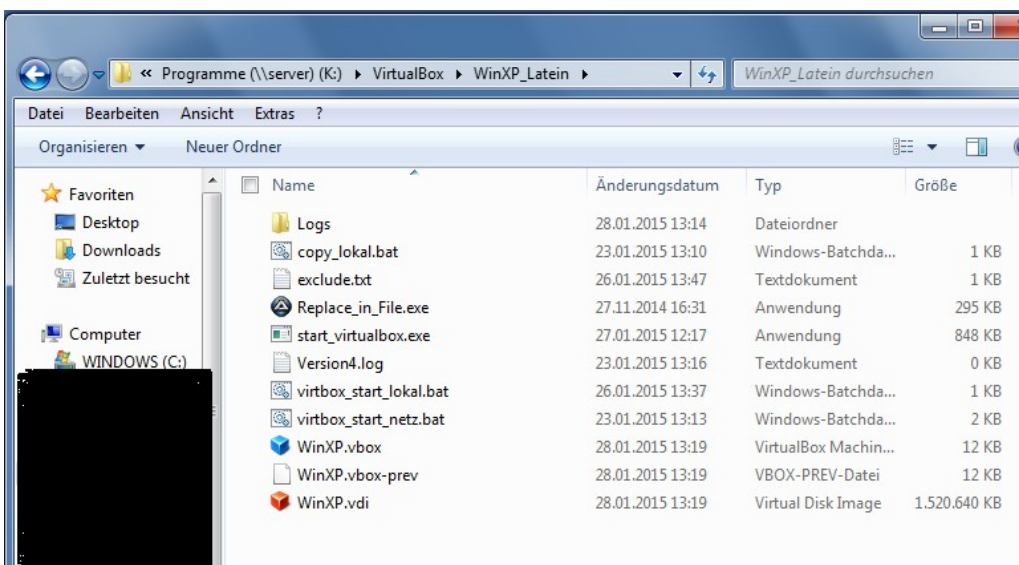 « Programme (\\server) (K:) ▸ VirtualBox ▸ WinXP_Latein ▸ WinXP_Latein durchsuchen
Datei Bearbeiten Ansicht Extras ?
Organisieren ▾ Neuer Ordner
Favoriten
Desktop
Downloads
Zuletzt besucht
Computer
WINDOWS (C:)
Name Änderungsdatum Typ Größe
Logs 28.01.2015 13:14 Dateiordner
copy_lokal.bat 23.01.2015 13:10 Windows-Batchda... 1 KB
exclude.txt 26.01.2015 13:47 Textdokument 1 KB
Replace_in_File.exe 27.11.2014 16:31 Anwendung 295 KB
start_virtualbox.exe 27.01.2015 12:17 Anwendung 848 KB
Version4.log 23.01.2015 13:16 Textdokument 0 KB
virtbox_start_lokal.bat 26.01.2015 13:37 Windows-Batchda... 1 KB
virtbox_start_netz.bat 23.01.2015 13:13 Windows-Batchda... 2 KB
WinXP.vbox 28.01.2015 13:19 VirtualBox Machin... 12 KB
WinXP.vbox-prev 28.01.2015 13:19 VBOX-PREV-Datei 12 KB
WinXP.vdi 28.01.2015 13:19 Virtual Disk Image 1.520.640 KB